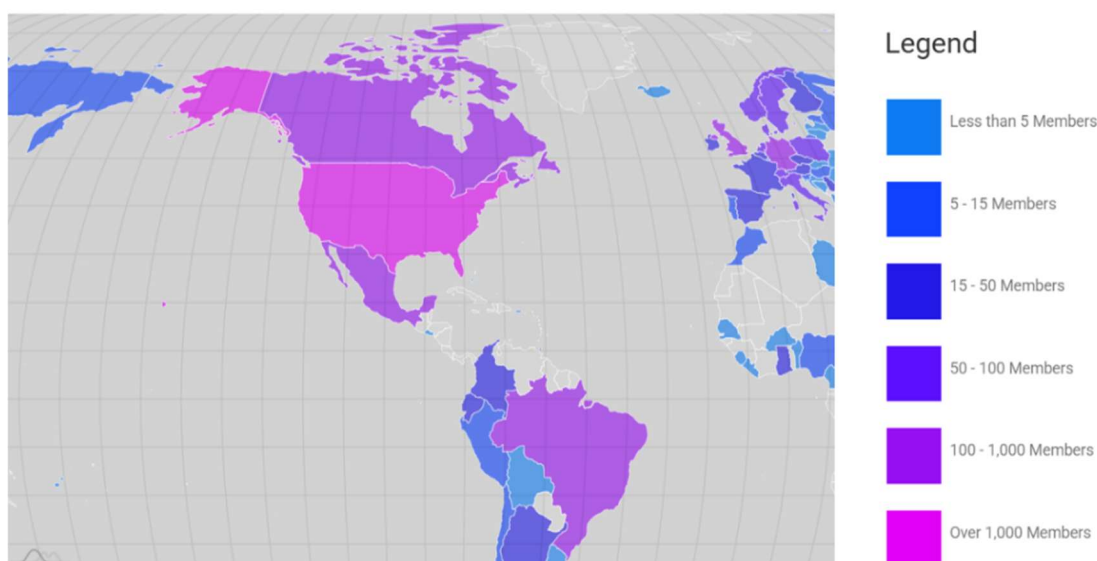 Legend
Less than 5 Members
5 - 15 Members
15 - 50 Members
50 - 100 Members
100 - 1,000 Members
Over 1,000 Members